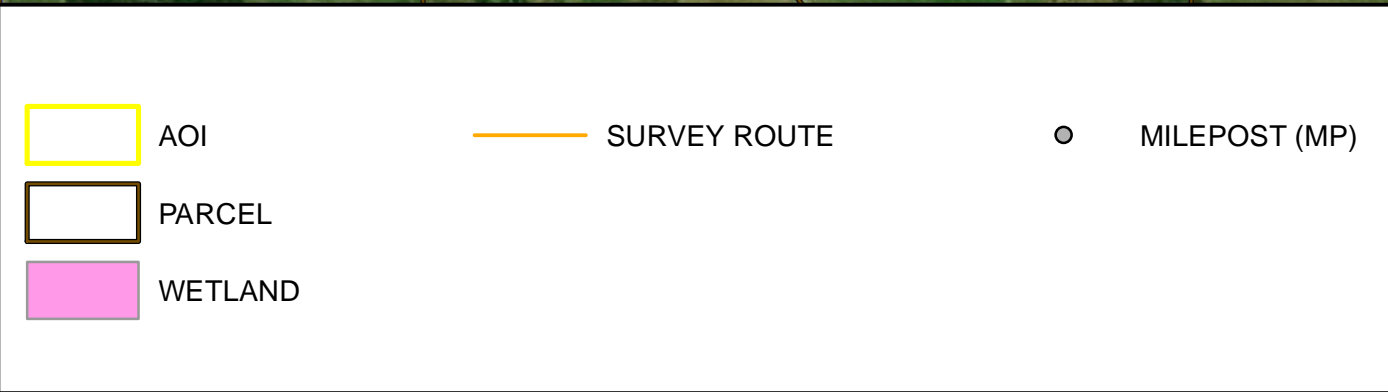 AOI
SURVEY ROUTE
MILEPOST (MP)
PARCEL
WETLAND